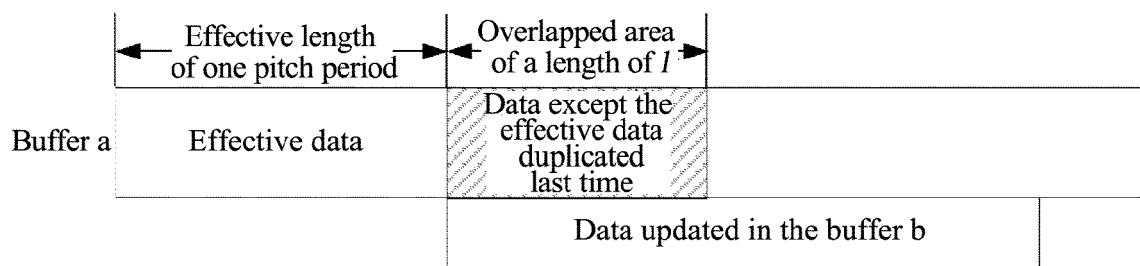 Effective length
of one pitch period
Overlapped area
of a length of l
Buffer a
Effective data
Data except the
effective data
duplicated
last time
Data updated in the buffer b